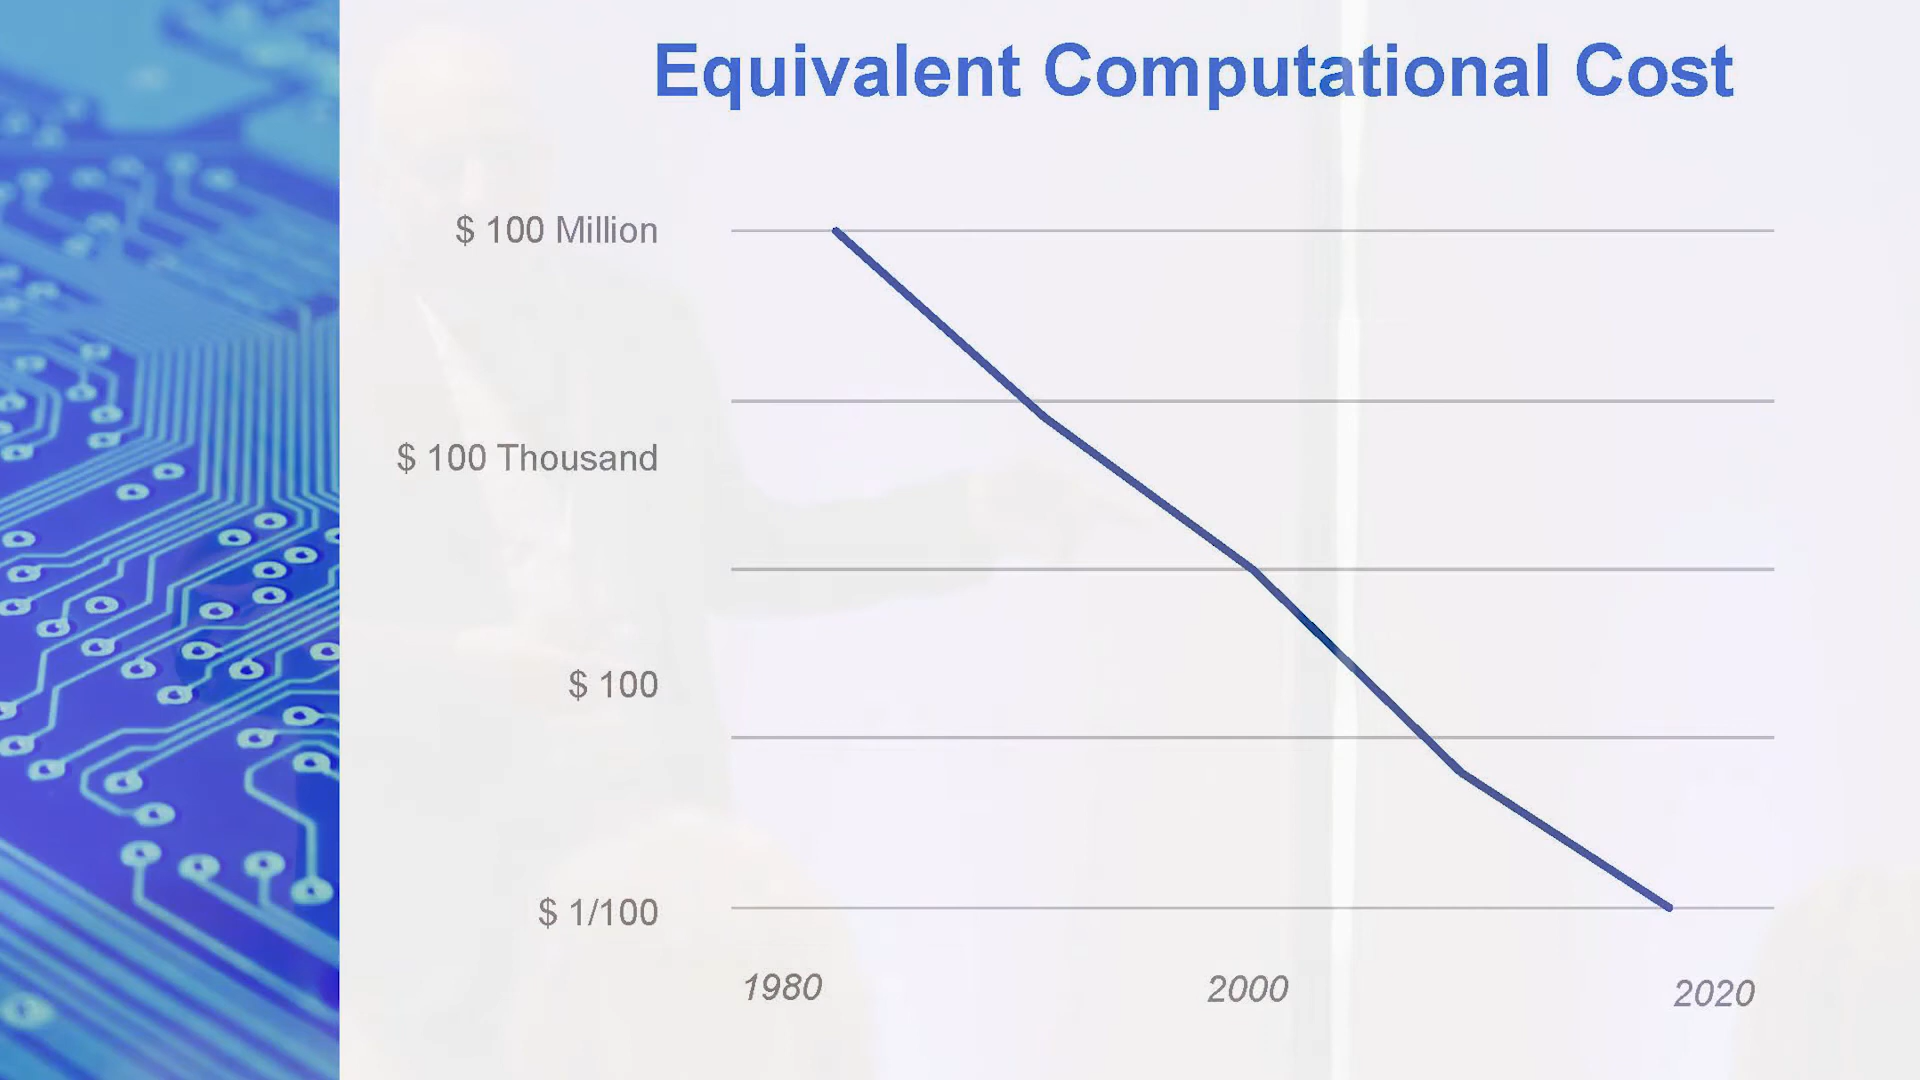 Equivalent Computational Cost
$ 100 Million
$ 100 Thousand
$ 100
$ 1/100
1980
2000
2020